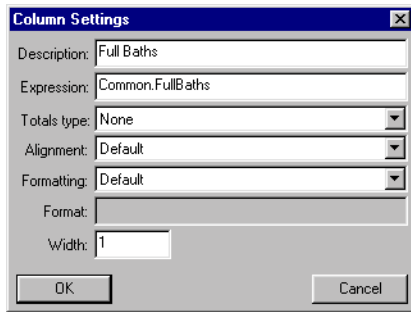 Column Settings
Description: Full Baths
Expression: Common.FullBaths
Totals type: None
Alignment: Default
Formatting: Default
Format:
Width: 1
OK Cancel